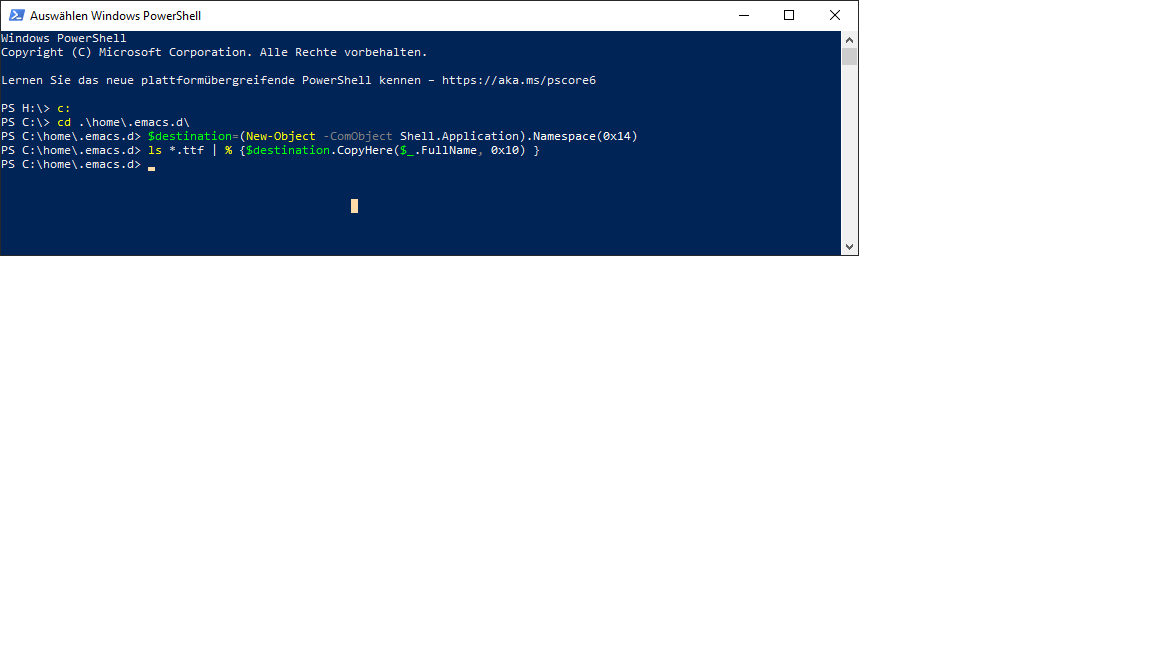 Auswählen Windows PowerShell
Windows PowerShell
Copyright (C) Microsoft Corporation. Alle Rechte vorbehalten.
Lernen Sie das neue plattformübergreifende PowerShell kennen – https://aka.ms/pscore6
PS H:\> c:
PS C:\> cd .\home\.emacs.d\
PS C:\home\.emacs.d> $destination=(New-Object -ComObject Shell.Application).Namespace(0x14)
PS C:\home\.emacs.d> ls *.ttf | % {$destination.CopyHere($_.FullName, 0x10) }
PS C:\home\.emacs.d>